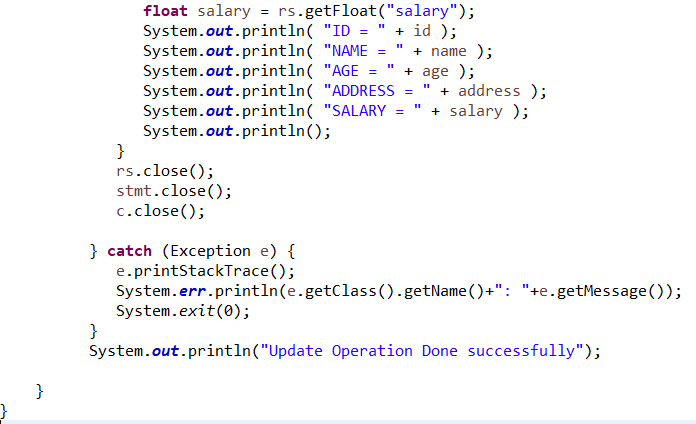 float salary = rs.getFloat("salary");
System.out.println( "ID = " + id );
System.out.println( "NAME = " + name );
System.out.println( "AGE = " + age );
System.out.println( "ADDRESS = " + address );
System.out.println( "SALARY = " + salary );
System.out.println();
}
rs.close();
stmt.close();
c.close();
} catch (Exception e) {
e.printStackTrace();
System.err.println(e.getClass().getName()+": "+e.getMessage());
System.exit(0);
}
System.out.println("Update Operation Done successfully");
}
}